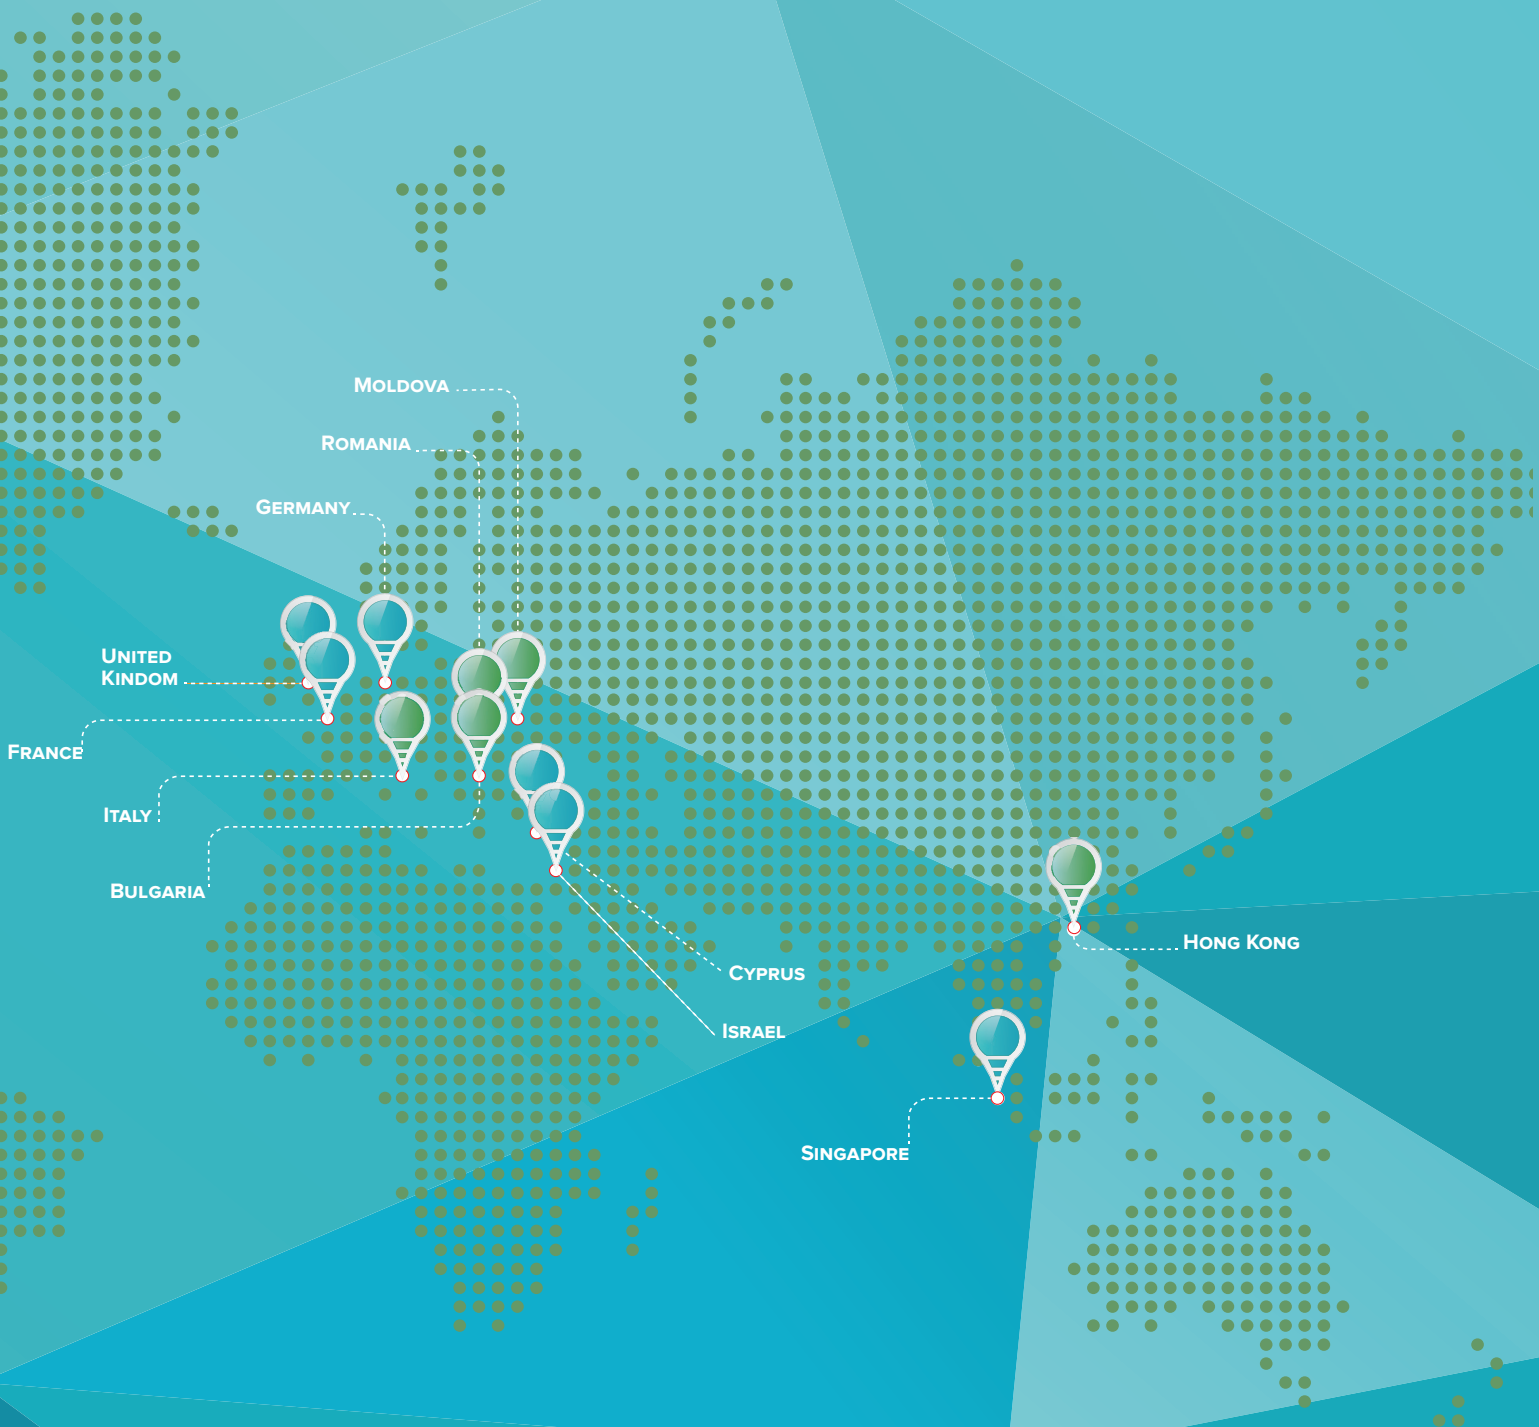 Moldova
Romania
Germany
United
Kindom
France
Italy
Bulgaria
Hong Kong
Cyprus
Israel
Singapore